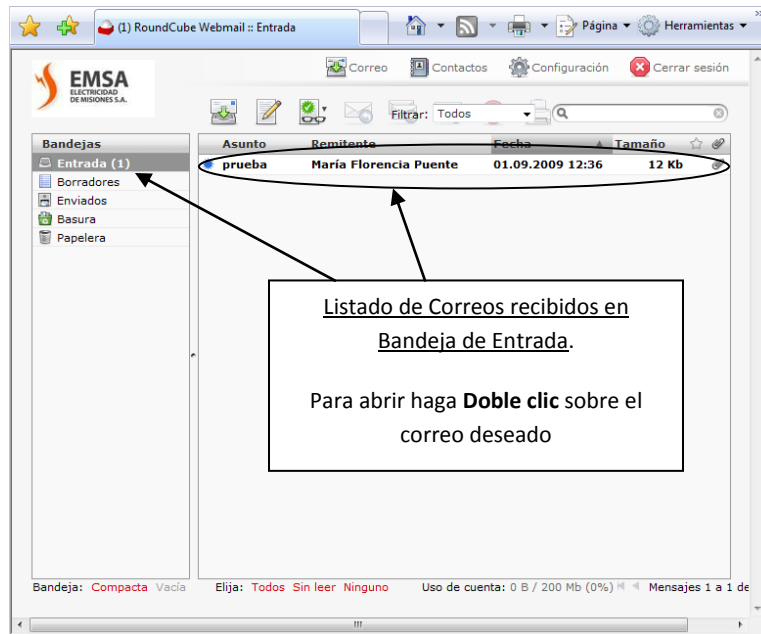 (1) RoundCube Webmail :: Entrada
Página
Herramientas
EMSA
ELECTRICIDAD
DE MISIONES S.A.
Correo
Contactos
Configuración
Cerrar sesión
Filtrar: Todos
Bandejas
Entrada (1)
Borradores
Enviados
Basura
Papelera
Asunto Remitente Fecha Tamaño
prueba María Florencia Puente 01.09.2009 12:36 12 Kb
Listado de Correos recibidos en
Bandeja de Entrada.
Para abrir haga Doble clic sobre el
correo deseado
Bandeja: Compacta Vacía
Elija: Todos Sin leer Ninguno
Uso de cuenta: 0 B / 200 Mb (0%)
Mensajes 1 a 1 de